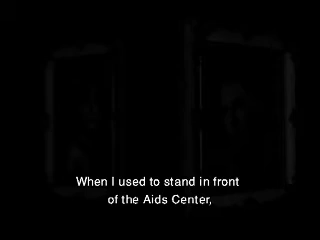 When I used to stand in front
of the Aids Center,